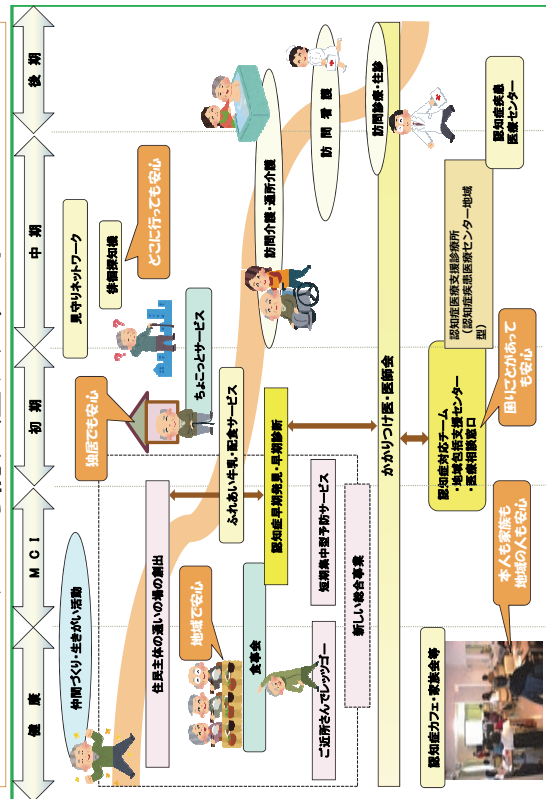 健康
MCI
初期
中期
後期
仲間づくり・生きがい活動
見守りネットワーク
徘徊探知機
どこに行っても安心
独居でも安心
住民主体の通いの場の創出
ちょこっとサービス
地域で安心
ふれあい牛乳・配食サービス
訪問介護・通所介護
食事会
認知症早期発見・早期診断
訪問看護
ご近所さんでレッツゴー
短期集中型予防サービス
新しい総合事業
訪問診療・往診
かかりつけ医・医師会
認知症カフェ・家族会等
認知症対応チーム
・地域包括支援センター
・医療相談窓口
認知症医療支援診療所
（認知症疾患医療センター地域
型）
認知症疾患
医療センター
困りごとがあって
も安心
本人も家族も
地域の人も安心